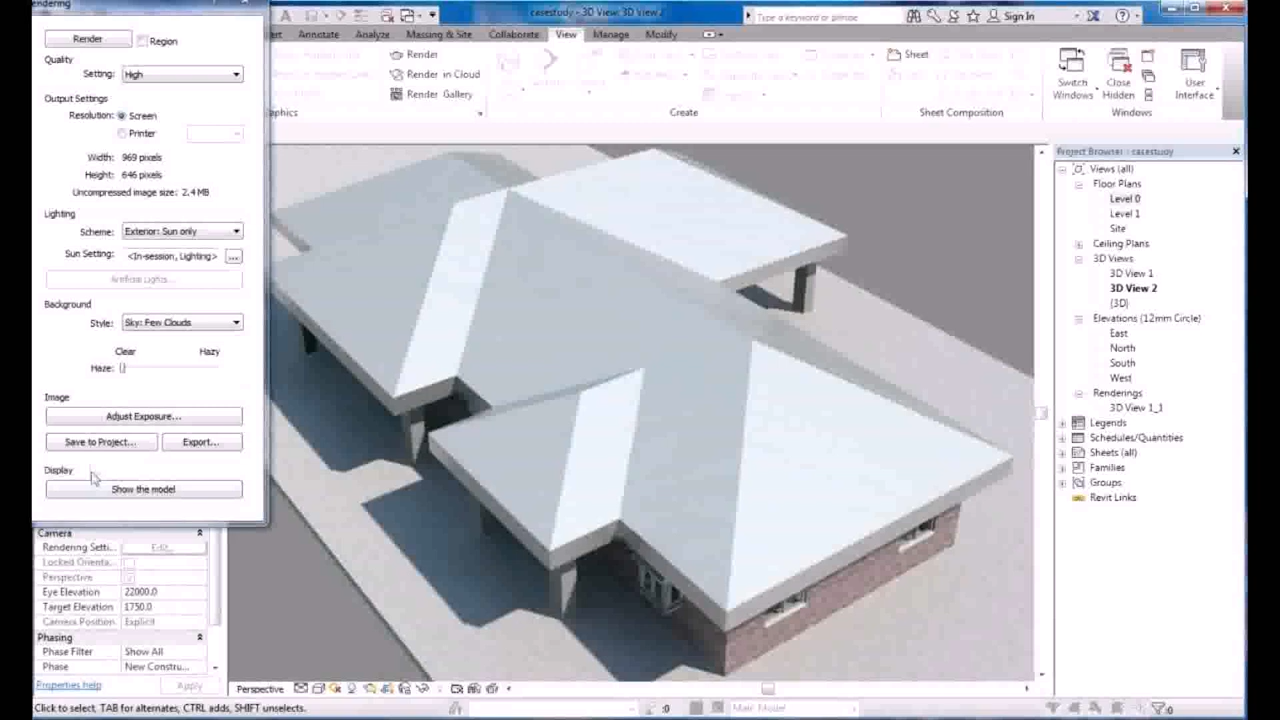 endering
Render
Region
Quality
Setting: High
Output Settings
Resolution: Screen
Printer
Width: 969 pixels
Height: 646 pixels
Uncompressed image size: 2.4 MB
Lighting
Scheme: Exterior: Sun only
Sun Setting: <In-session, Lighting> ...
Artificial Lights...
Background
Style: Sky: Few Clouds
Clear Hazy
Haze:
Image
Adjust Exposure...
Save to Project... Export...
Display
Show the model
Camera
Rendering Setti... Edit...
Locked Orienta...
Perspective
Eye Elevation 22000.0
Target Elevation 1750.0
Camera Position Explicit
Phasing
Phase Filter Show All
Phase New Constru...
Properties help Apply
casestudy - 3D View: 3D View 2
Type a keyword or phrase
Sign In
Annotate Analyze Massing & Site Collaborate View Manage Modify
Render
Render in Cloud
Render Gallery
phics
Create
Sheet
Sheet Composition
Switch Windows
Close Hidden
User Interface
Windows
Project Browser - casestudy
Views (all)
Floor Plans
Level 0
Level 1
Site
Ceiling Plans
3D Views
3D View 1
3D View 2
{3D}
Elevations (12mm Circle)
East
North
South
West
Renderings
3D View 1_1
Legends
Schedules/Quantities
Sheets (all)
Families
Groups
Revit Links
Perspective
Click to select, TAB for alternates, CTRL adds, SHIFT unselects.
:0
Main Model
:0